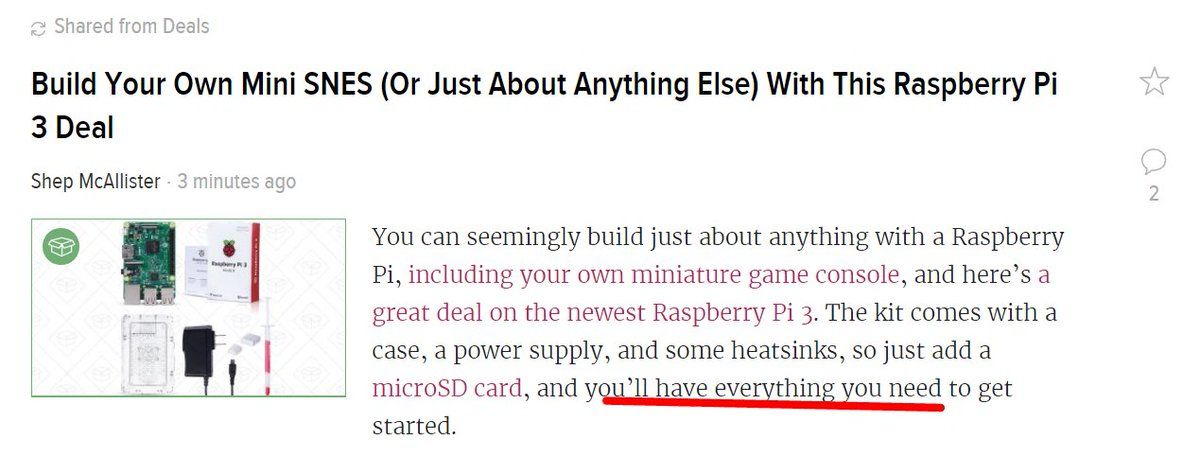 Shared from Deals
Build Your Own Mini SNES (Or Just About Anything Else) With This Raspberry Pi
3 Deal
Shep McAllister · 3 minutes ago
2
Raspberry Pi 3
You can seemingly build just about anything with a Raspberry
Pi, including your own miniature game console, and here’s a
great deal on the newest Raspberry Pi 3. The kit comes with a
case, a power supply, and some heatsinks, so just add a
microSD card, and you’ll have everything you need to get
started.